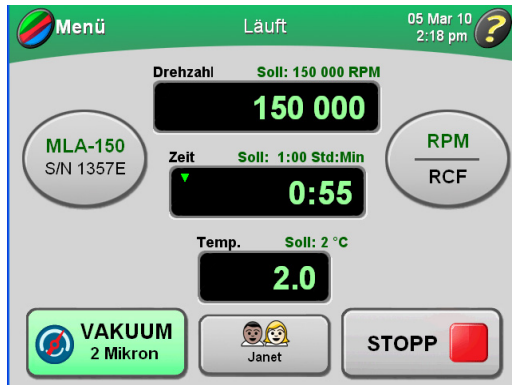 Menü
Läuft
05 Mar 10
2:18 pm
?
Drehzahl Soll: 150 000 RPM
150 000
MLA-150
S/N 1357E
RPM
RCF
Zeit Soll: 1:00 Std:Min
0:55
Temp. Soll: 2 °C
2.0
VAKUUM
2 Mikron
Janet
STOPP